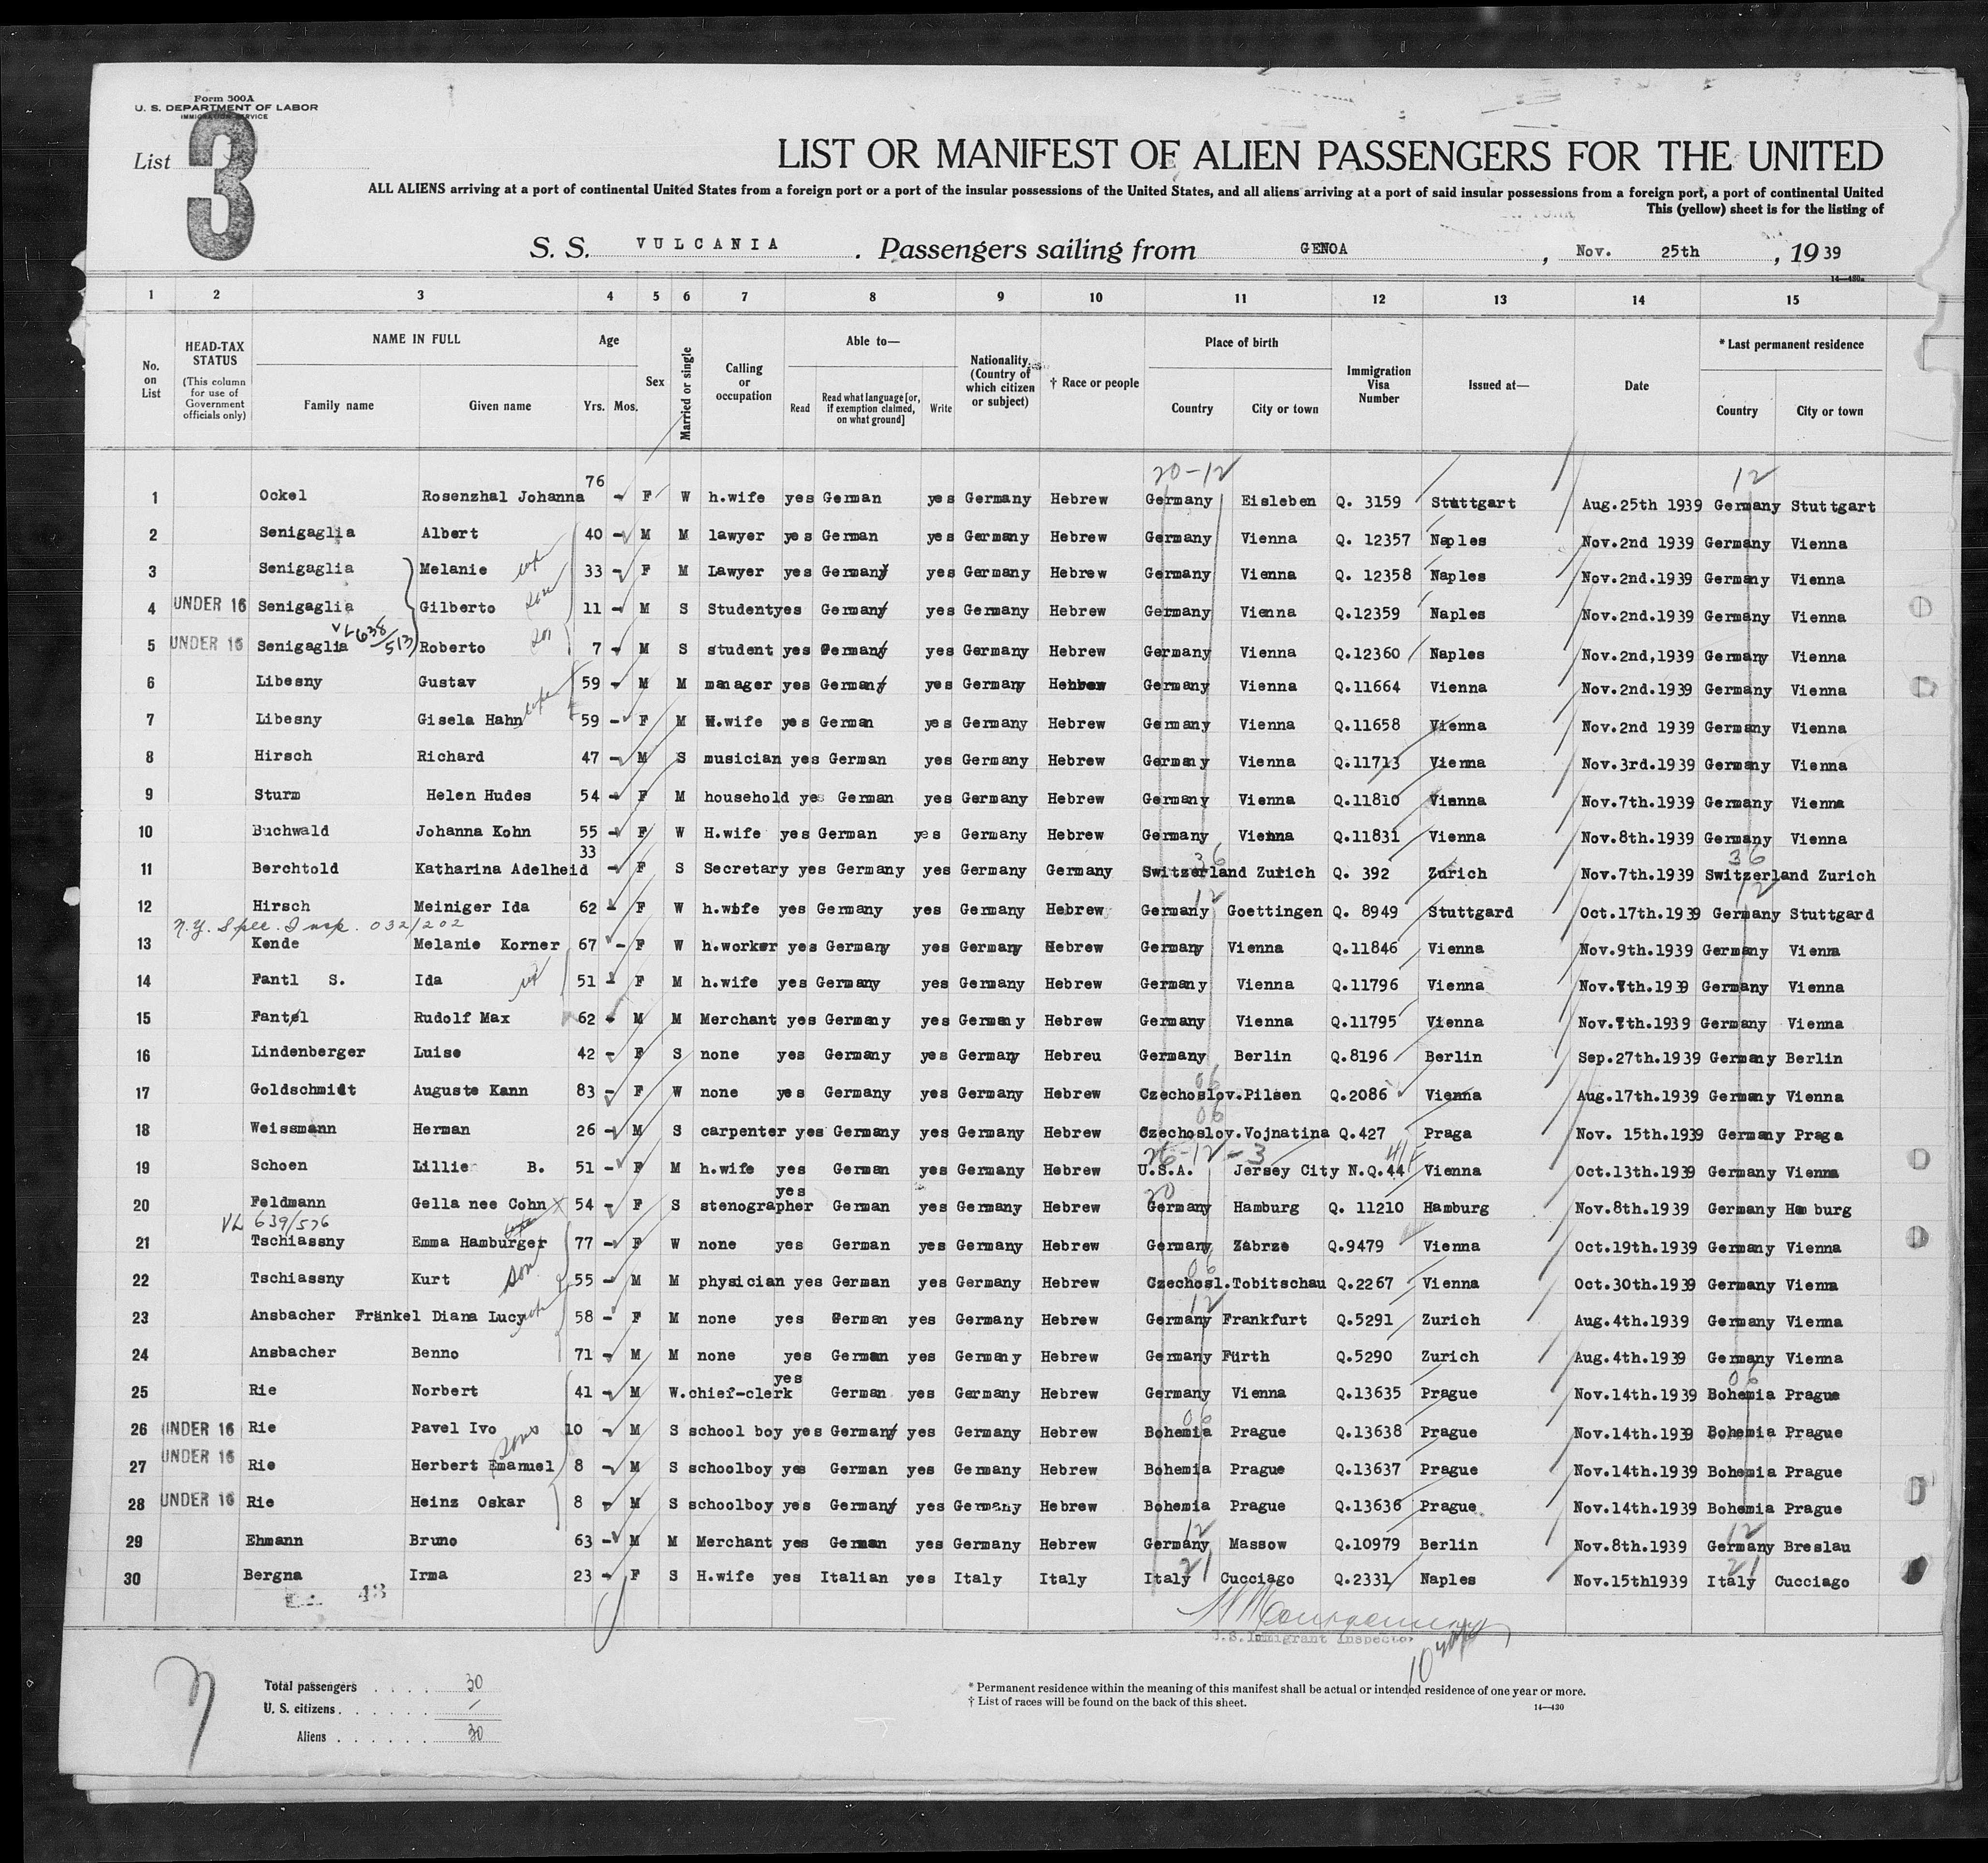 Form 500A
U. S. DEPARTMENT OF LABOR
IMMIGRATION SERVICE
List 3
LIST OR MANIFEST OF ALIEN PASSENGERS FOR THE UNITED
ALL ALIENS arriving at a port of continental United States from a foreign port or a port of the insular possessions of the United States, and all aliens arriving at a port of said insular possessions from a foreign port, a port of continental United
This (yellow) sheet is for the listing of
S. S. VULCANIA . Passengers sailing from GENOA , Nov. 25th , 1939
14—430a
1 2 3 4 5 6 7 8 9 10 11 12 13 14 15
No. on List
HEAD-TAX STATUS (This column for use of Government officials only)
NAME IN FULL Family name Given name
Age Yrs. Mos.
Sex
Married or single
Calling or occupation
Able to— Read Read what language [or, if exemption claimed, on what ground] Write
Nationality. (Country of which citizen or subject)
† Race or people
Place of birth Country City or town
Immigration Visa Number
Issued at—
Date
* Last permanent residence Country City or town
20-12 12
1 Ockel Rosenzhal Johanna 76 - F W h.wife yes German yes Germany Hebrew Germany Eisleben Q. 3159 Stuttgart Aug.25th 1939 Germany Stuttgart
2 Senigaglia Albert 40 - M M lawyer yes German yes Germany Hebrew Germany Vienna Q. 12357 Naples Nov.2nd 1939 Germany Vienna
3 Senigaglia Melanie wife 33 - F M Lawyer yes Germany yes Germany Hebrew Germany Vienna Q. 12358 Naples Nov.2nd.1939 Germany Vienna
4 UNDER 16 Senigaglia Gilberto son 11 - M S Student yes Germany yes Germany Hebrew Germany Vienna Q.12359 Naples Nov.2nd.1939 Germany Vienna
VL 638/513
5 UNDER 16 Senigaglia Roberto son 7 - M S student yes Germany yes Germany Hebrew Germany Vienna Q.12360 Naples Nov.2nd,1939 Germany Vienna
6 Libesny Gustav 59 - M M manager yes Germany yes Germany Hebrew Germany Vienna Q.11664 Vienna Nov.2nd.1939 Germany Vienna
7 Libesny Gisela Hahn wife 59 - F M H.wife yes German yes Germany Hebrew Germany Vienna Q.11658 Vienna Nov.2nd 1939 Germany Vienna
8 Hirsch Richard 47 - M S musician yes German yes Germany Hebrew Germany Vienna Q.11713 Vienna Nov.3rd.1939 Germany Vienna
9 Sturm Helen Hudes 54 - F M household yes German yes Germany Hebrew Germany Vienna Q.11810 Vienna Nov.7th.1939 Germany Vienna
10 Buchwald Johanna Kohn 55 - F W H.wife yes German yes Germany Hebrew Germany Vienna Q.11831 Vienna Nov.8th.1939 Germany Vienna
36 36
11 Berchtold Katharina Adelheid 33 - F S Secretary yes Germany yes Germany Germany Switzerland Zurich Q. 392 Zurich Nov.7th.1939 Switzerland Zurich
12 12
12 Hirsch Meiniger Ida 62 - F W h.wife yes Germany yes Germany Hebrew Germany Goettingen Q. 8949 Stuttgard Oct.17th.1939 Germany Stuttgard
N.Y. Spec. Insp. 032/202
13 Kende Melanie Korner 67 - F W h.worker yes Germany yes Germany Hebrew Germany Vienna Q.11846 Vienna Nov.9th.1939 Germany Vienna
14 Fantl S. Ida 51 - F M h.wife yes Germany yes Germany Hebrew Germany Vienna Q.11796 Vienna Nov.7th.1939 Germany Vienna
15 Fantel Rudolf Max 62 - M M Merchant yes Germany yes Germany Hebrew Germany Vienna Q.11795 Vienna Nov.7th.1939 Germany Vienna
16 Lindenberger Luise 42 - F S none yes Germany yes Germany Hebreu Germany Berlin Q.8196 Berlin Sep.27th.1939 Germany Berlin
06
17 Goldschmidt Auguste Kann 83 - F W none yes Germany yes Germany Hebrew Czechoslov. Pilsen Q.2086 Vienna Aug.17th.1939 Germany Vienna
06
18 Weissmann Herman 26 - M S carpenter yes Germany yes Germany Hebrew Czechoslov. Vojnatina Q.427 Praga Nov. 15th.1939 Germany Praga
26-12-3
19 Schoen Lillie B. 51 - F M h.wife yes German yes Germany Hebrew U.S.A. Jersey City N.Q.44 Vienna Oct.13th.1939 Germany Vienna
20
20 Feldmann Gella nee Cohn X 54 - F S stenographer yes German yes Germany Hebrew Germany Hamburg Q. 11210 Hamburg Nov.8th.1939 Germany Hamburg
VL 639/576
21 Tschiassny Emma Hamburger 77 - F W none yes German yes Germany Hebrew Germany Zabrze Q.9479 Vienna Oct.19th.1939 Germany Vienna
06
22 Tschiassny Kurt son 55 - M M physician yes German yes Germany Hebrew Czechosl. Tobitschau Q.2267 Vienna Oct.30th.1939 Germany Vienna
12
23 Ansbacher Fränkel Diana Lucy wife 58 - F M none yes German yes Germany Hebrew Germany Frankfurt Q.5291 Zurich Aug.4th.1939 Germany Vienna
24 Ansbacher Benno 71 - M M none yes German yes Germany Hebrew Germany Fürth Q.5290 Zurich Aug.4th.1939 Germany Vienna
06
25 Rie Norbert 41 - M W. chief-clerk yes German yes Germany Hebrew Germany Vienna Q.13635 Prague Nov.14th.1939 Bohemia Prague
06
26 UNDER 16 Rie Pavel Ivo 10 - M S school boy yes Germany yes Germany Hebrew Bohemia Prague Q.13638 Prague Nov.14th.1939 Bohemia Prague
sons
27 UNDER 16 Rie Herbert Emanuel 8 - M S schoolboy yes German yes Germany Hebrew Bohemia Prague Q.13637 Prague Nov.14th.1939 Bohemia Prague
28 UNDER 16 Rie Heinz Oskar 8 - M S schoolboy yes Germany yes Germany Hebrew Bohemia Prague Q.13636 Prague Nov.14th.1939 Bohemia Prague
12 12
29 Ehmann Bruno 63 - M M Merchant yes German yes Germany Hebrew Germany Massow Q.10979 Berlin Nov.8th.1939 Germany Breslau
21 21
30 Bergna Irma 23 - F S H.wife yes Italian yes Italy Italy Italy Cucciago Q.2331 Naples Nov.15th1939 Italy Cucciago
43
U.S. Immigrant Inspector
Total passengers . . . . 30
U. S. citizens . . . . . . /
Aliens . . . . . . 30
* Permanent residence within the meaning of this manifest shall be actual or intended residence of one year or more.
† List of races will be found on the back of this sheet.
14—430